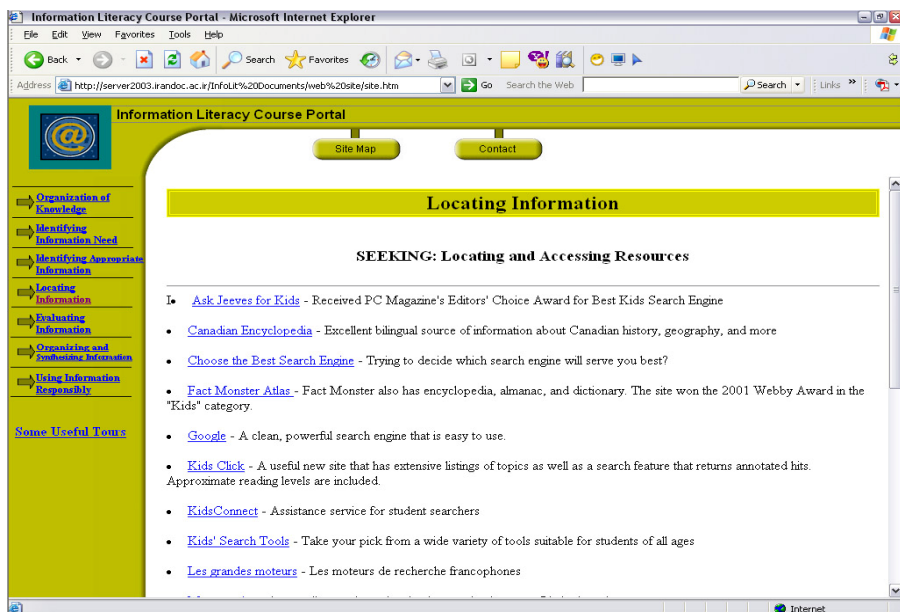 Information Literacy Course Portal - Microsoft Internet Explorer
File Edit View Favorites Tools Help
Back Search Favorites
Address http://server2003.irandoc.ac.ir/InfoLit%20Documents/web%20site/site.htm Go Search the Web Search Links »
Information Literacy Course Portal
Site Map Contact
Organization of
Knowledge
Identifying
Information Need
Identifying Appropriate
Information
Locating
Information
Evaluating
Information
Organizing and
Synthesizing Information
Using Information
Responsibly
Some Useful Tours
Locating Information
SEEKING: Locating and Accessing Resources
I• Ask Jeeves for Kids - Received PC Magazine's Editors' Choice Award for Best Kids Search Engine
• Canadian Encyclopedia - Excellent bilingual source of information about Canadian history, geography, and more
• Choose the Best Search Engine - Trying to decide which search engine will serve you best?
• Fact Monster Atlas - Fact Monster also has encyclopedia, almanac, and dictionary. The site won the 2001 Webby Award in the
"Kids" category.
• Google - A clean, powerful search engine that is easy to use.
• Kids Click - A useful new site that has extensive listings of topics as well as a search feature that returns annotated hits.
Approximate reading levels are included.
• KidsConnect - Assistance service for student searchers
• Kids' Search Tools - Take your pick from a wide variety of tools suitable for students of all ages
• Les grandes moteurs - Les moteurs de recherche francophones
Internet